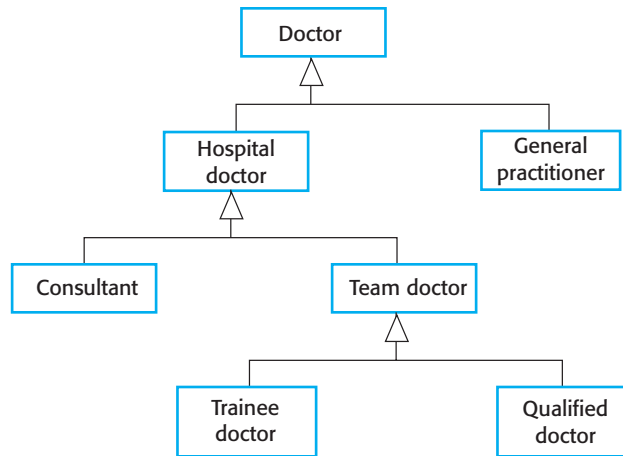 Doctor
Hospital
doctor
General
practitioner
Consultant
Team doctor
Trainee
doctor
Qualified
doctor